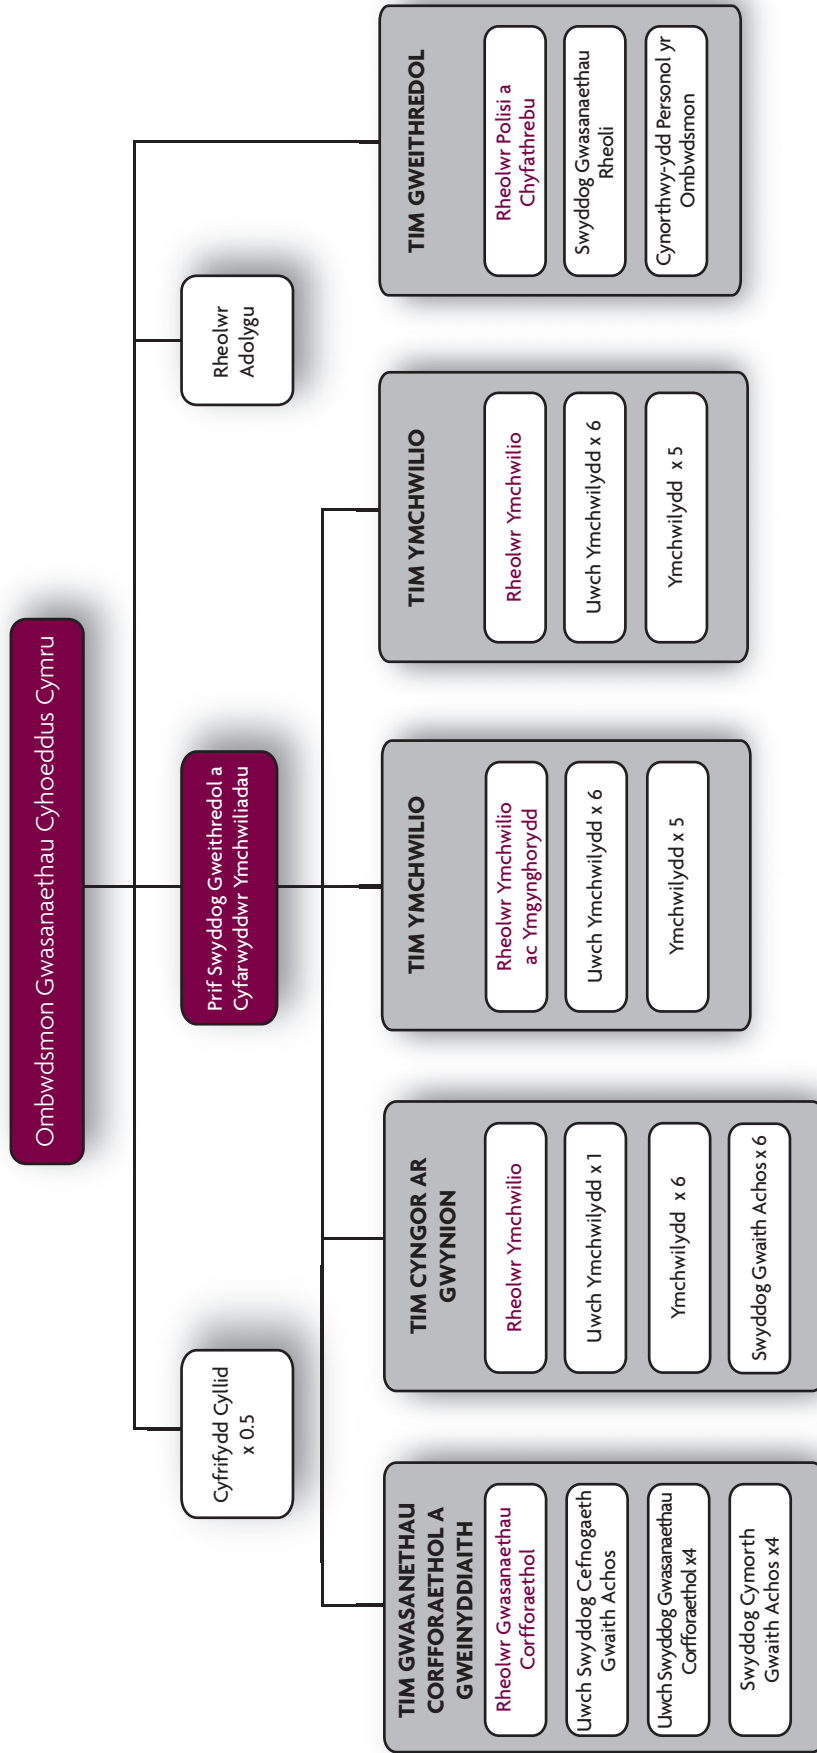 Ombwdsmon Gwasanaethau Cyhoeddus Cymru
Cyfrifydd Cyllid
x 0.5
Prif Swyddog Gweithredol a
Cyfarwyddwr Ymchwiliadau
Rheolwr
Adolygu
TIM GWASANETHAU
CORFFORAETHOL A
GWEINYDDIAITH
Rheolwr Gwasanaethau
Corfforaethol
Uwch Swyddog Cefnogaeth
Gwaith Achos
Uwch Swyddog Gwasanaethau
Corfforaethol x4
Swyddog Cymorth
Gwaith Achos x4
TIM CYNGOR AR
GWYNION
Rheolwr Ymchwilio
Uwch Ymchwilydd x 1
Ymchwilydd x 6
Swyddog Gwaith Achos x 6
TIM YMCHWILIO
Rheolwr Ymchwilio
ac Ymgynghorydd
Uwch Ymchwilydd x 6
Ymchwilydd x 5
TIM YMCHWILIO
Rheolwr Ymchwilio
Uwch Ymchwilydd x 6
Ymchwilydd x 5
TIM GWEITHREDOL
Rheolwr Polisi a
Chyfathrebu
Swyddog Gwasanaethau
Rheoli
Cynorthwy-ydd Personol yr
Ombwdsmon